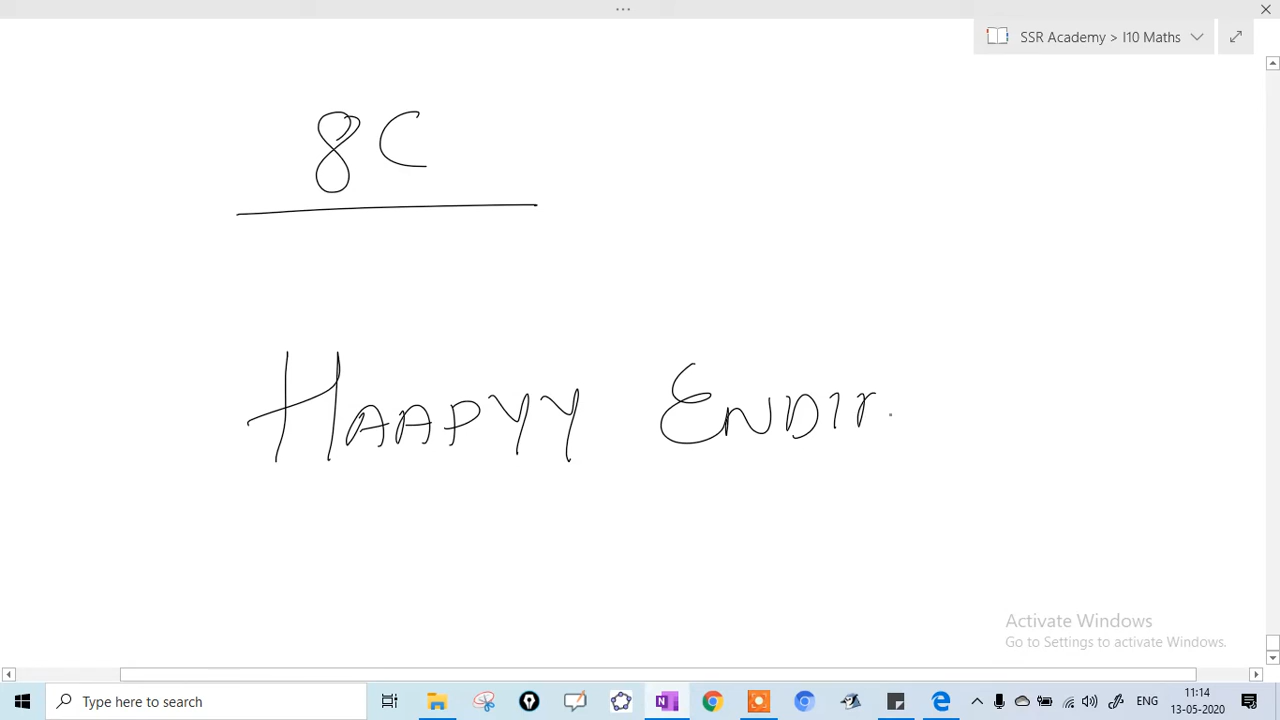 ...
SSR Academy > I10 Maths
8C
HAAPYY ENDIN
Activate Windows
Go to Settings to activate Windows.
Type here to search
ENG
11:14
13-05-2020